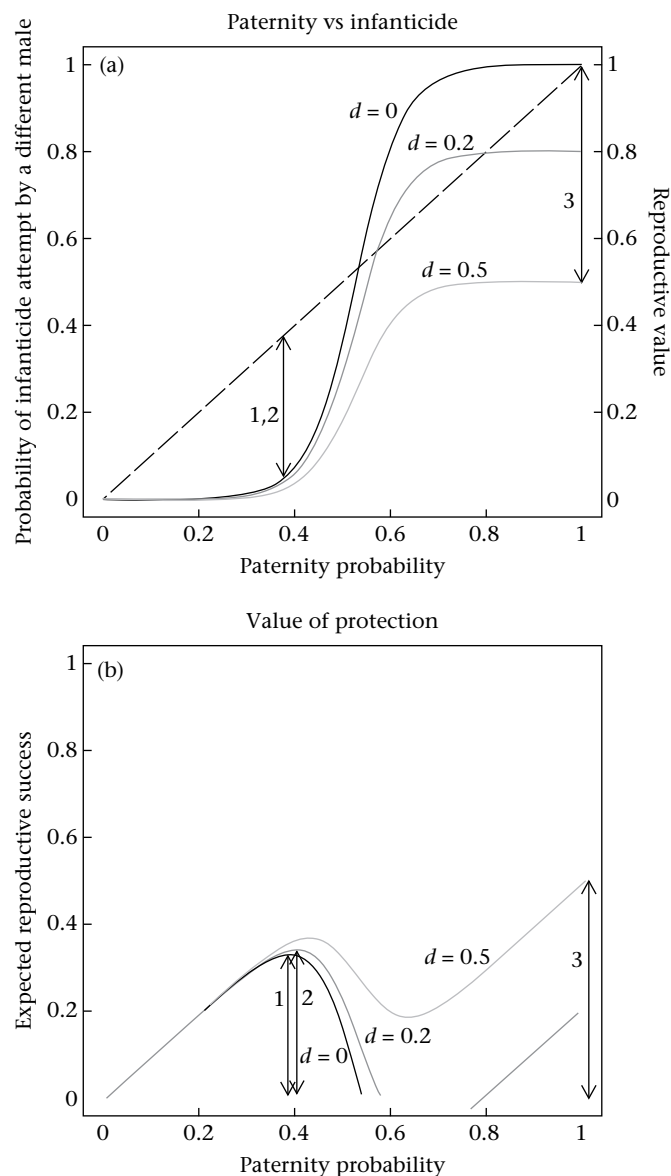 Paternity vs infanticide
(a)
Probability of infanticide attempt by a different male
Reproductive value
1
0.8
0.6
0.4
0.2
0
1
0.8
0.6
0.4
0.2
0
d = 0
d = 0.2
d = 0.5
3
1,2
0 0.2 0.4 0.6 0.8 1
Paternity probability
Value of protection
(b)
Expected reproductive success
1
0.8
0.6
0.4
0.2
0
d = 0.5
3
1 2
d = 0.2
d = 0
0 0.2 0.4 0.6 0.8 1
Paternity probability